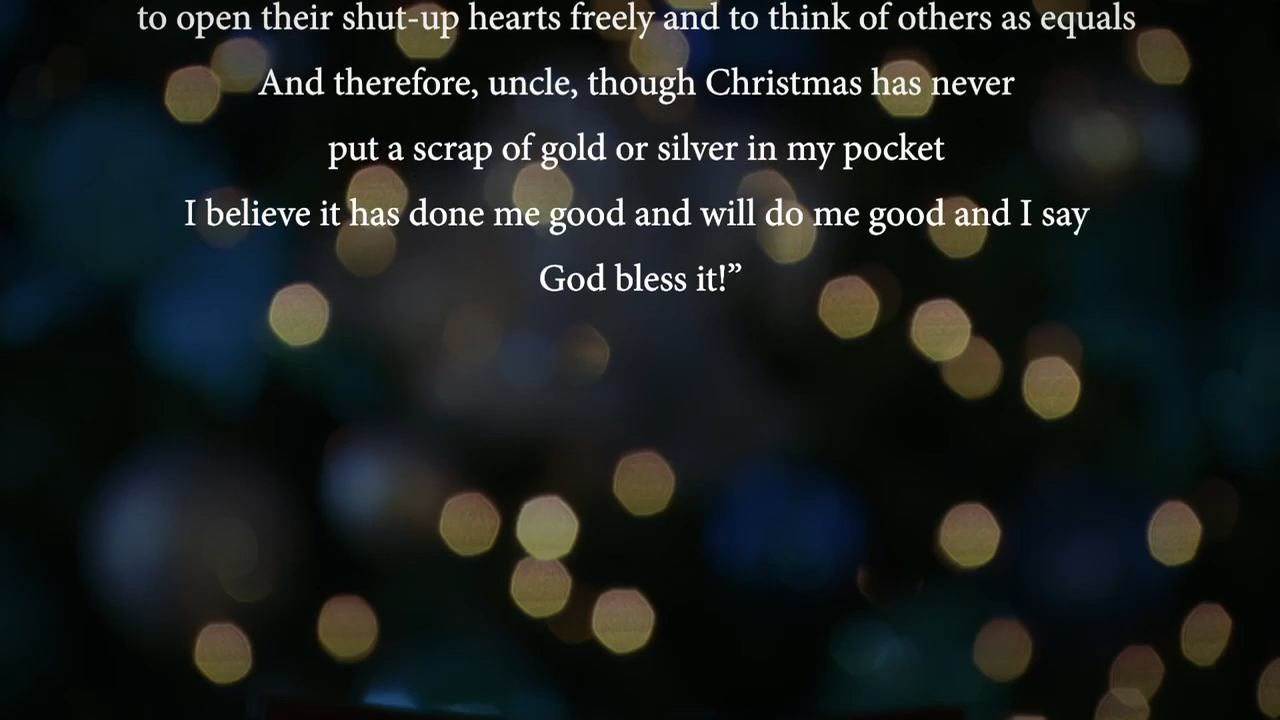 to open their shut-up hearts freely and to think of others as equals
And therefore, uncle, though Christmas has never
put a scrap of gold or silver in my pocket
I believe it has done me good and will do me good and I say
God bless it!”